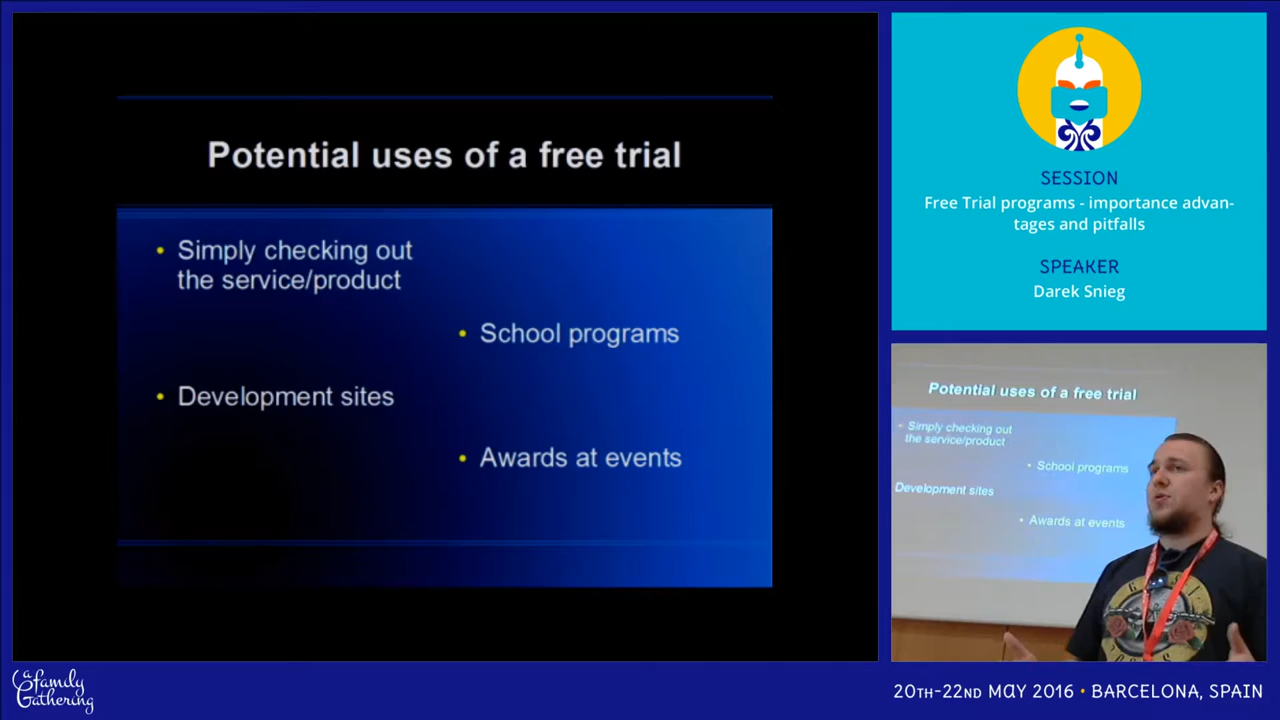 Potential uses of a free trial
• Simply checking out
the service/product
• School programs
• Development sites
• Awards at events
SESSION
Free Trial programs - importance advan-
tages and pitfalls
SPEAKER
Darek Snieg
Potential uses of a free trial
• Simply checking out
the service/product
• School programs
Development sites
• Awards at events
a family
Gathering
20TH-22ND MAY 2016 • BARCELONA, SPAIN